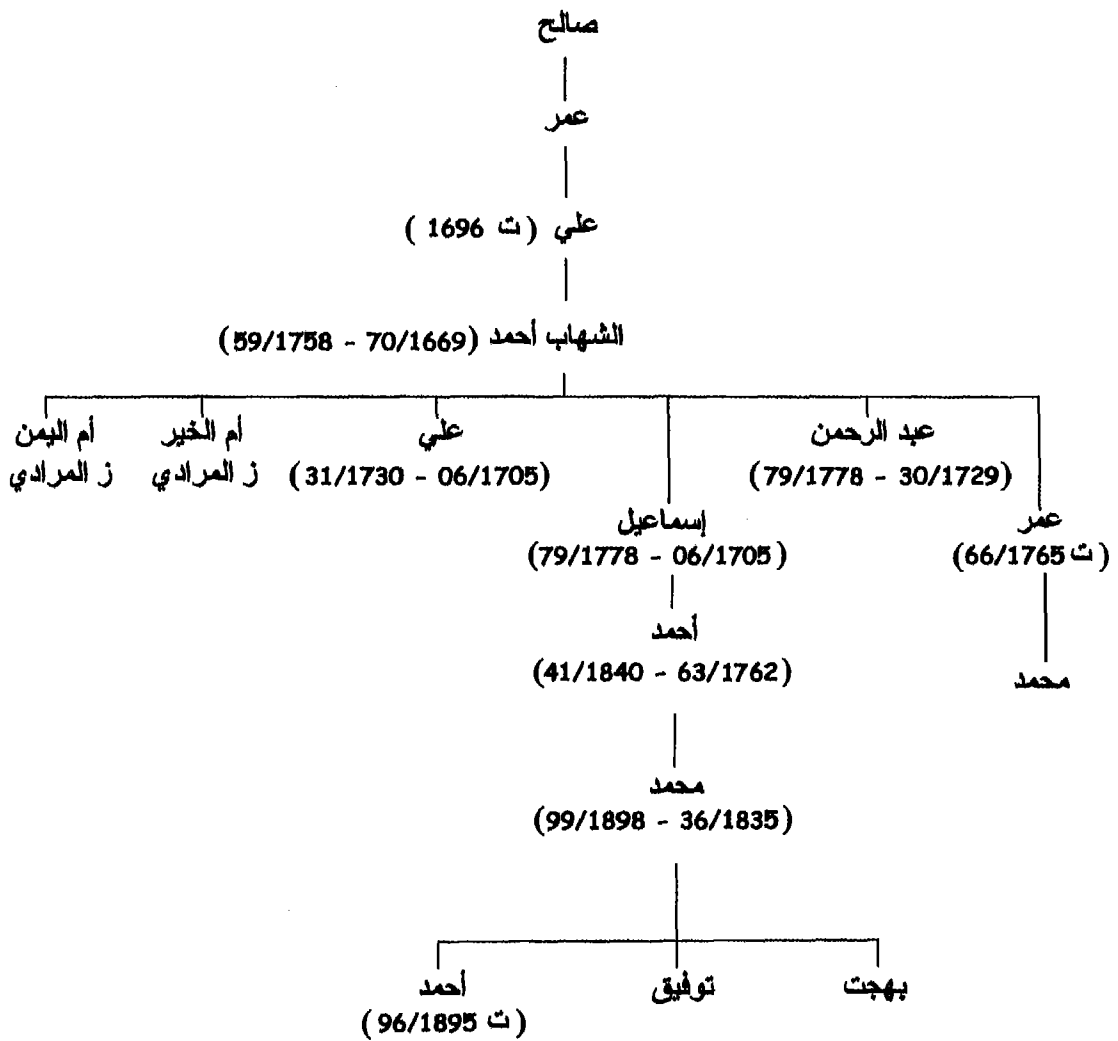 صالح
عمر
علي (ت 1696)
الشهاب أحمد (70/1669 - 59/1758)
عبد الرحمن
(30/1729 - 79/1778)
علي
(06/1705 - 31/1730)
أم الخير
ز المرادي
أم اليمن
ز المرادي
عمر
(ت 66/1765)
إسماعيل
(06/1705 - 79/1778)
أحمد
(63/1762 - 41/1840)
محمد
محمد
(36/1835 - 99/1898)
بهجت
توفيق
أحمد
(ت 96/1895)